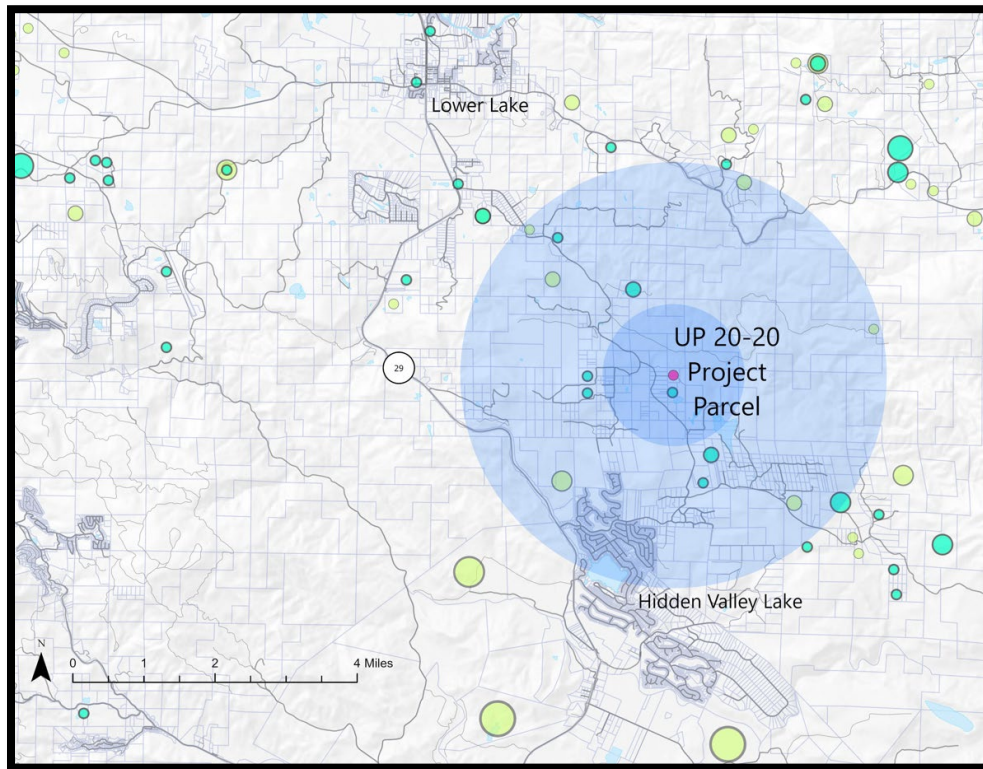 Lower Lake
UP 20-20
Project
Parcel
29
Hidden Valley Lake
N
0 1 2 4 Miles